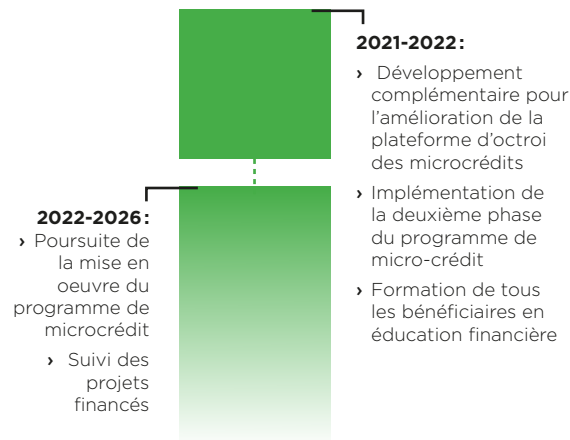 2021-2022:
› Développement
complémentaire pour
l'amélioration de la
plateforme d'octroi
des microcrédits
› Implémentation de
la deuxième phase
du programme de
micro-crédit
› Formation de tous
les bénéficiaires en
éducation financière
2022-2026:
› Poursuite de
la mise en
oeuvre du
programme de
microcrédit
› Suivi des
projets
financés